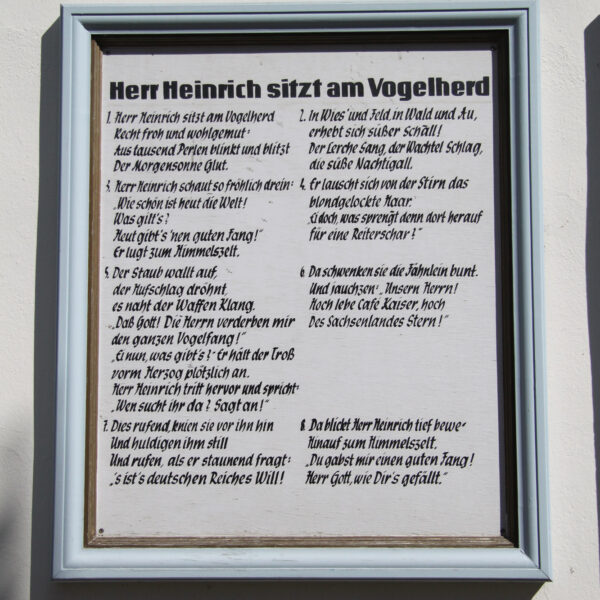 Herr Heinrich sitzt am Vogelherd
1. Herr Heinrich sitzt am Vogelherd
Recht froh und wohlgemut:
Aus tausend Perlen blinkt und blitzt
Der Morgensonne Glut.
2. In Wies' und Feld, in Wald und Au,
erhebt sich süßer Schall!
Der Lerche Sang, der Wachtel Schlag,
die süße Nachtigall.
3. Herr Heinrich schaut so fröhlich drein:
„Wie schön ist heut die Welt!
Was gilt's?
Heut gibt's 'nen guten Fang!"
Er lugt zum Himmelszelt.
4. Er lauscht sich von der Stirn das
blondgelockte Haar.
„Ei doch, was sprengt denn dort herauf
für eine Reiterschar?"
5. Der Staub wallt auf,
der Hufschlag dröhnt,
es naht der Waffen Klang.
„Daß Gott! Die Herrn verderben mir
den ganzen Vogelfang!"
„Ei nun, was gibt's?" Er hält der Troß
vorm Herzog plötzlich an.
Herr Heinrich tritt hervor und spricht:
„Wen sucht ihr da? Sagt an!"
6. Da schwenken sie die Fähnlein bunt.
Und jauchzen: „Unsern Herrn!
Hoch lebe Café Kaiser, hoch
Des Sachsenlandes Stern!"
7. Dies rufend, knien sie vor ihn hin
Und huldigen ihm still
Und rufen, als er staunend fragt:
„'s ist's deutschen Reiches Will!
8. Da blickt Herr Heinrich tief bewe-
Hinauf zum Himmelszelt,
„Du gabst mir einen guten Fang!
Herr Gott, wie Dir's gefällt."